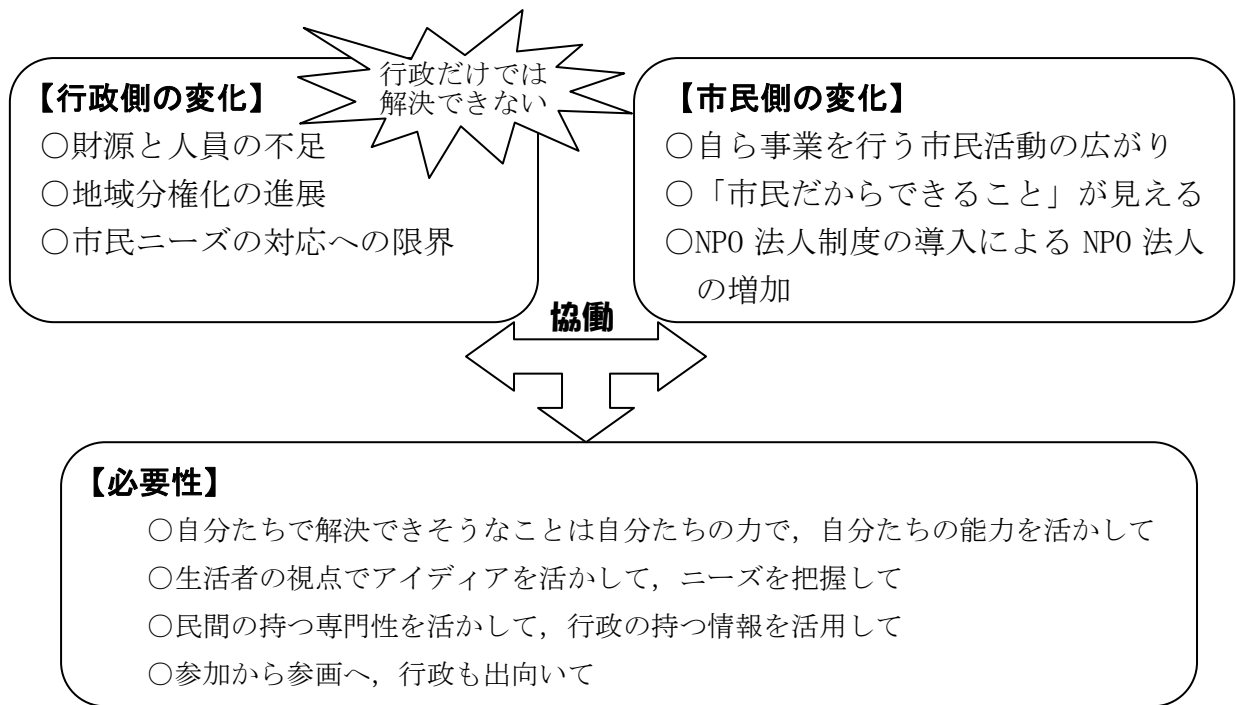 行政だけでは
解決できない
【行政側の変化】
○財源と人員の不足
○地域分権化の進展
○市民ニーズの対応への限界
【市民側の変化】
○自ら事業を行う市民活動の広がり
○「市民だからできること」が見える
○NPO 法人制度の導入による NPO 法人
の増加
協働
【必要性】
○自分たちで解決できそうなことは自分たちの力で，自分たちの能力を活かして
○生活者の視点でアイディアを活かして，ニーズを把握して
○民間の持つ専門性を活かして，行政の持つ情報を活用して
○参加から参画へ，行政も出向いて